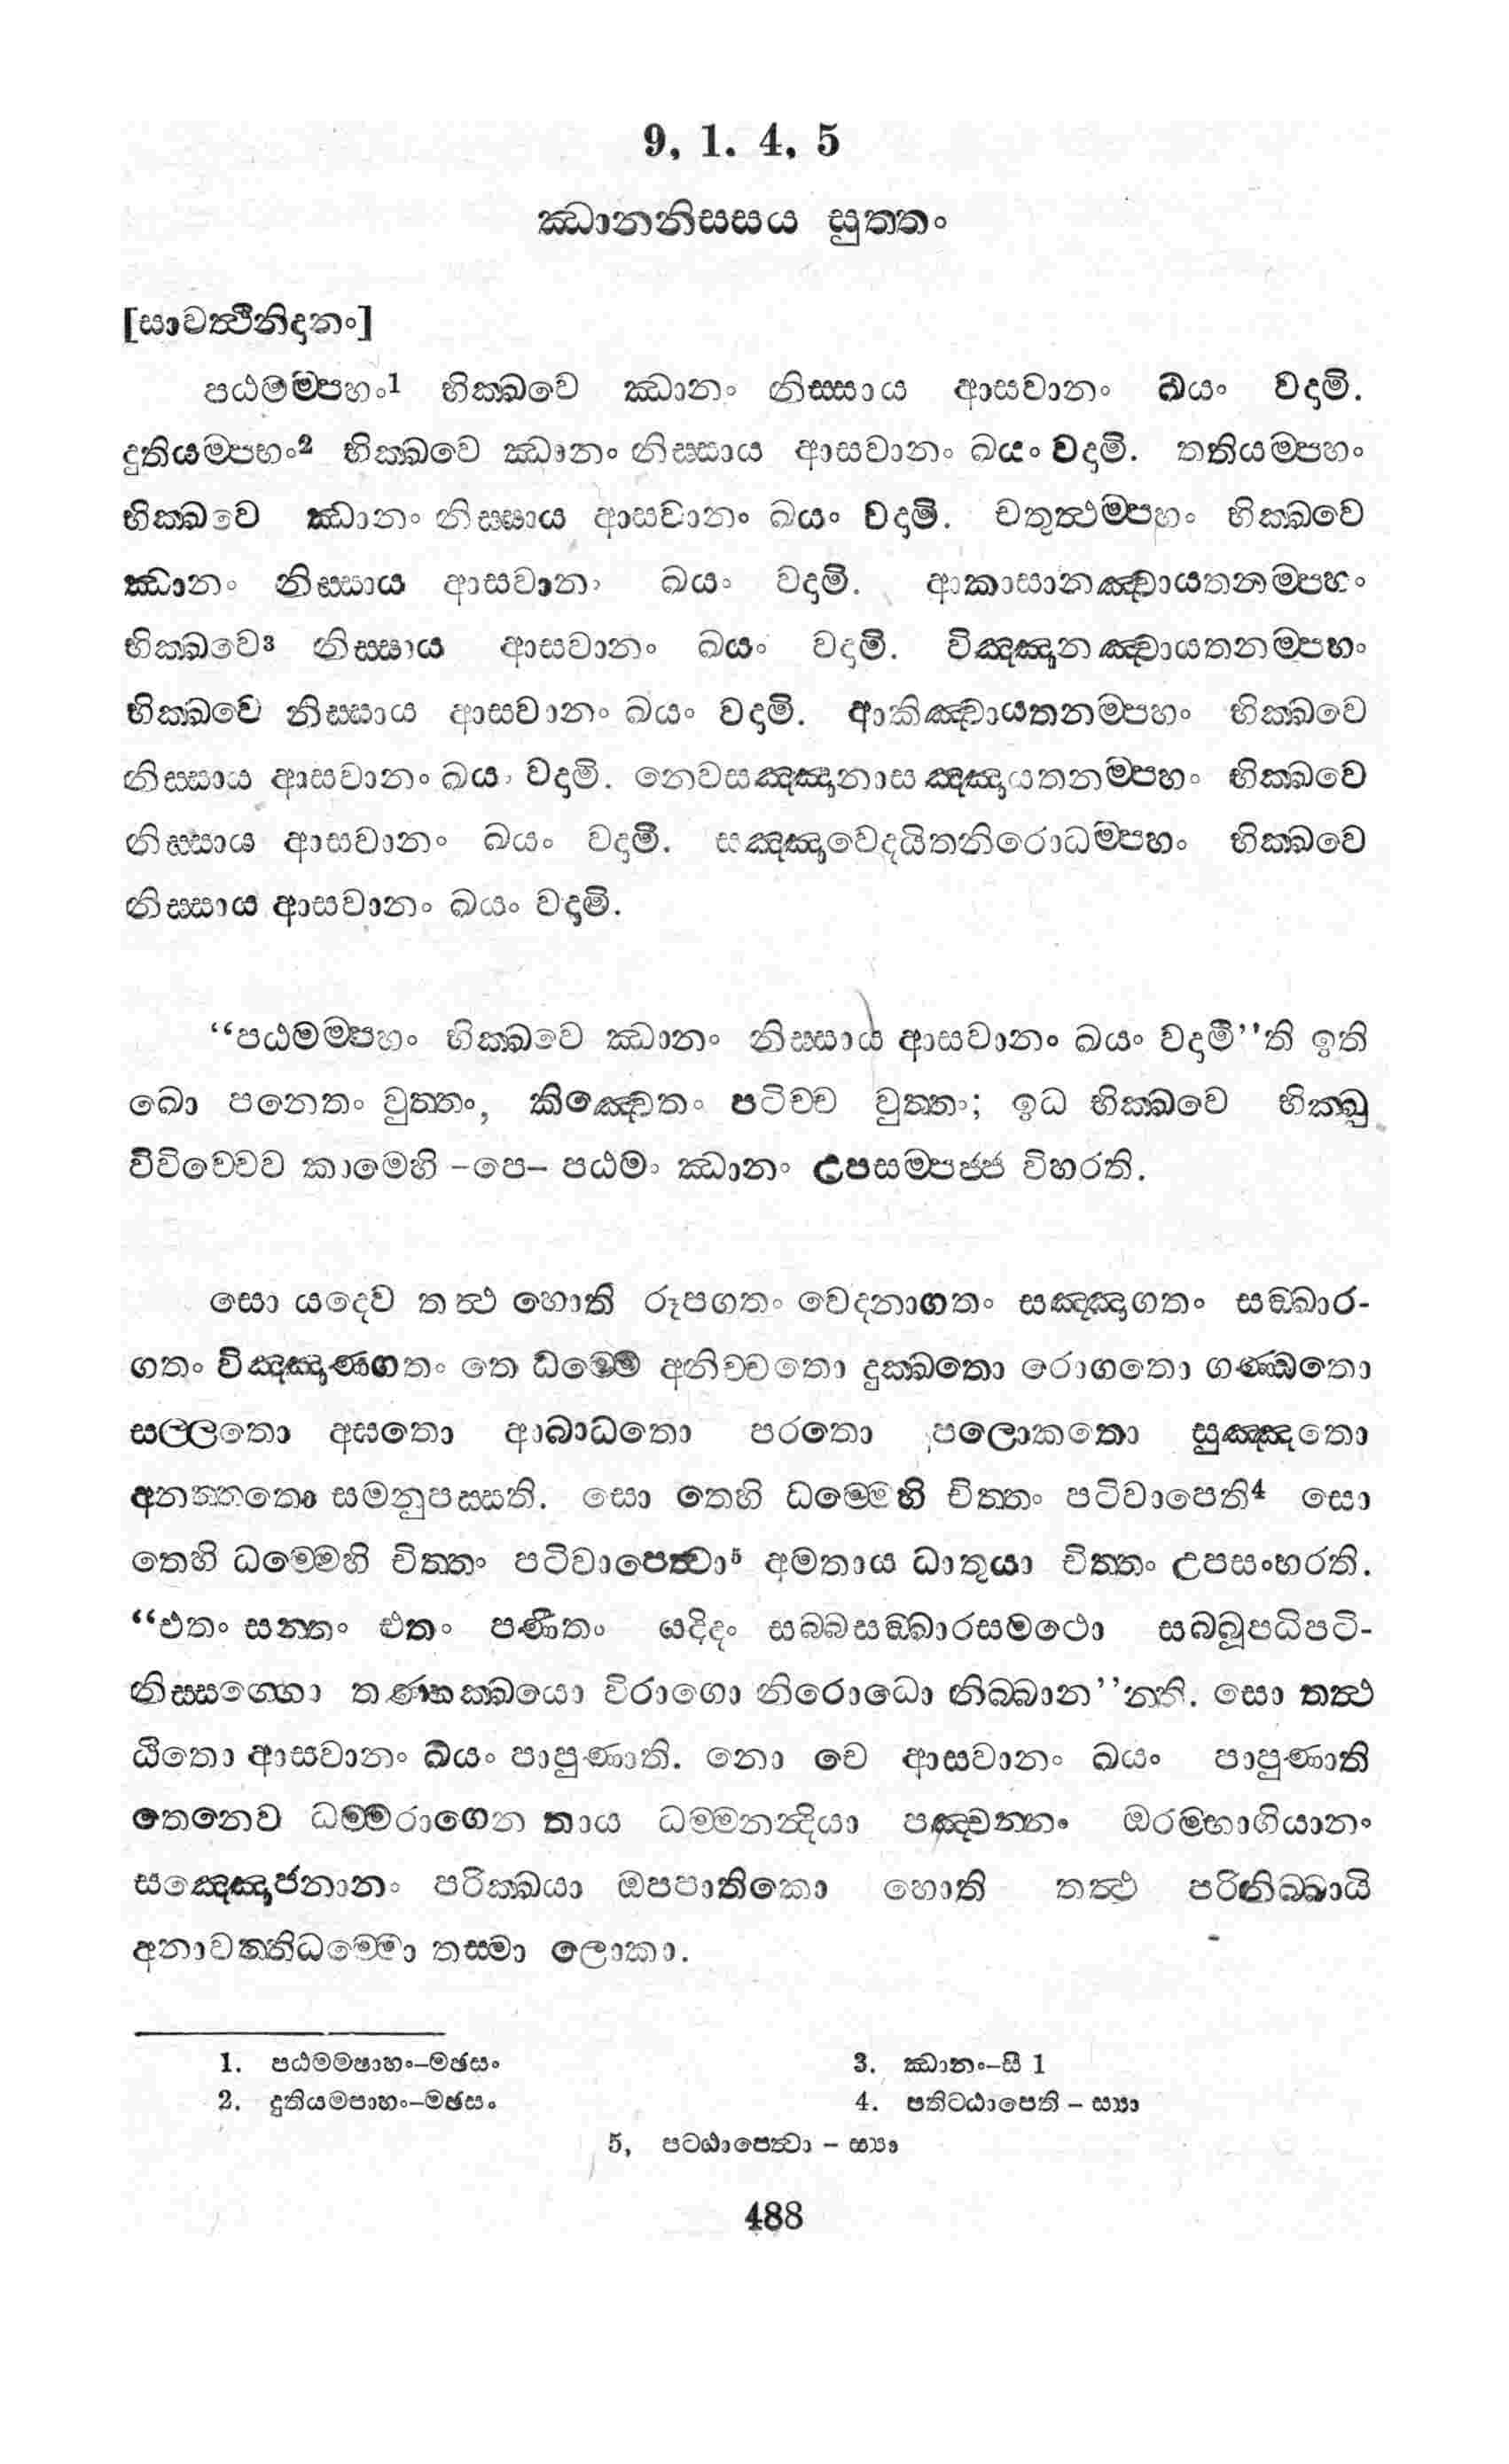 9, 1. 4, 5
ඣානනිස්සය සුත්තං
[සාවත්ථිනිදානං]
පඨමම්පහං1 භික්ඛවෙ ඣානං නිස්සාය ආසවානං ඛයං වදාමි.
දුතියම්පහං2 භික්ඛවෙ ඣානං නිස්සාය ආසවානං ඛයං වදාමි. තතියම්පහං
භික්ඛවෙ ඣානං නිස්සාය ආසවානං ඛයං වදාමි. චතුත්ථම්පහං භික්ඛවෙ
ඣානං නිස්සාය ආසවානං ඛයං වදාමි. ආකාසානඤ්චායතනම්පහං
භික්ඛවෙ3 නිස්සාය ආසවානං ඛයං වදාමි. විඤ්ඤානඤ්චායතනම්පහං
භික්ඛවෙ නිස්සාය ආසවානං ඛයං වදාමි. ආකිඤ්චායතනම්පහං භික්ඛවෙ
නිස්සාය ආසවානං ඛයං වදාමි. නෙවසඤ්ඤානාසඤ්ඤායතනම්පහං භික්ඛවෙ
නිස්සාය ආසවානං ඛයං වදාමි. සඤ්ඤාවෙදයිතනිරොධම්පහං භික්ඛවෙ
නිස්සාය ආසවානං ඛයං වදාමි.
“පඨමම්පහං භික්ඛවෙ ඣානං නිස්සාය ආසවානං ඛයං වදාමී”ති ඉති
ඛො පනෙතං වුත්තං, කිඤ්චෙතං පටිච්ච වුත්තං; ඉධ භික්ඛවෙ භික්ඛු
විවිච්චෙව කාමෙහි -පෙ- පඨමං ඣානං උපසම්පජ්ජ විහරති.
සො යදෙව තත්ථ හොති රූපගතං වෙදනාගතං සඤ්ඤාගතං සඞ්ඛාර-
ගතං විඤ්ඤාණගතං තෙ ධම්මෙ අනිච්චතො දුක්ඛතො රොගතො ගණ්ඩතො
සල්ලතො අඝතො ආබාධතො පරතො පලොකතො සුඤ්ඤතො
අනත්තතො සමනුපස්සති. සො තෙහි ධම්මෙහි චිත්තං පටිවාපෙති4 සො
තෙහි ධම්මෙහි චිත්තං පටිවාපෙත්වා5 අමතාය ධාතුයා චිත්තං උපසංහරති.
“එතං සන්තං එතං පණීතං යදිදං සබ්බසඞ්ඛාරසමථො සබ්බූපධිපටි-
නිස්සග්ගො තණ්හක්ඛයො විරාගො නිරොධො නිබ්බාන”න්ති. සො තත්ථ
ඨිතො ආසවානං ඛයං පාපුණාති. නො චෙ ආසවානං ඛයං පාපුණාති
තෙනෙව ධම්මරාගෙන තාය ධම්මනන්දියා පඤ්චන්නං ඔරම්භාගියානං
සඤ්ඤොජනානං පරික්ඛයා ඔපපාතිකො හොති තත්ථ පරිනිබ්බායි
අනාවත්තිධම්මො තස්මා ලොකා.
1. පඨමමපාහං-මඡසං
3. ඣානං-සී 1
2. දුතියමපාහං-මඡසං
4. පතිට්ඨාපෙති - ස්‍යා
5, පටඨාපෙත්වා - ස්‍යා
488